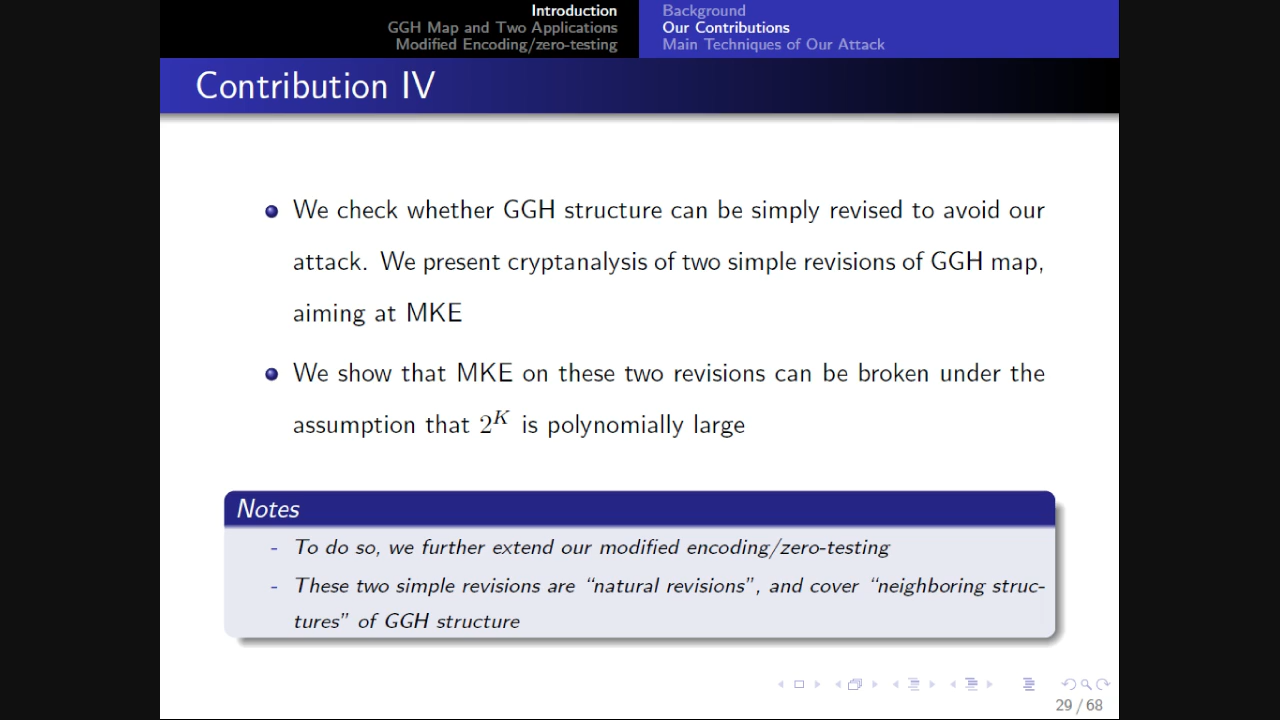 Introduction
GGH Map and Two Applications
Modified Encoding/zero-testing
Background
Our Contributions
Main Techniques of Our Attack
Contribution IV
We check whether GGH structure can be simply revised to avoid our
attack. We present cryptanalysis of two simple revisions of GGH map,
aiming at MKE
We show that MKE on these two revisions can be broken under the
assumption that 2^K is polynomially large
Notes
- To do so, we further extend our modified encoding/zero-testing
- These two simple revisions are “natural revisions”, and cover “neighboring struc-
tures” of GGH structure
29 / 68